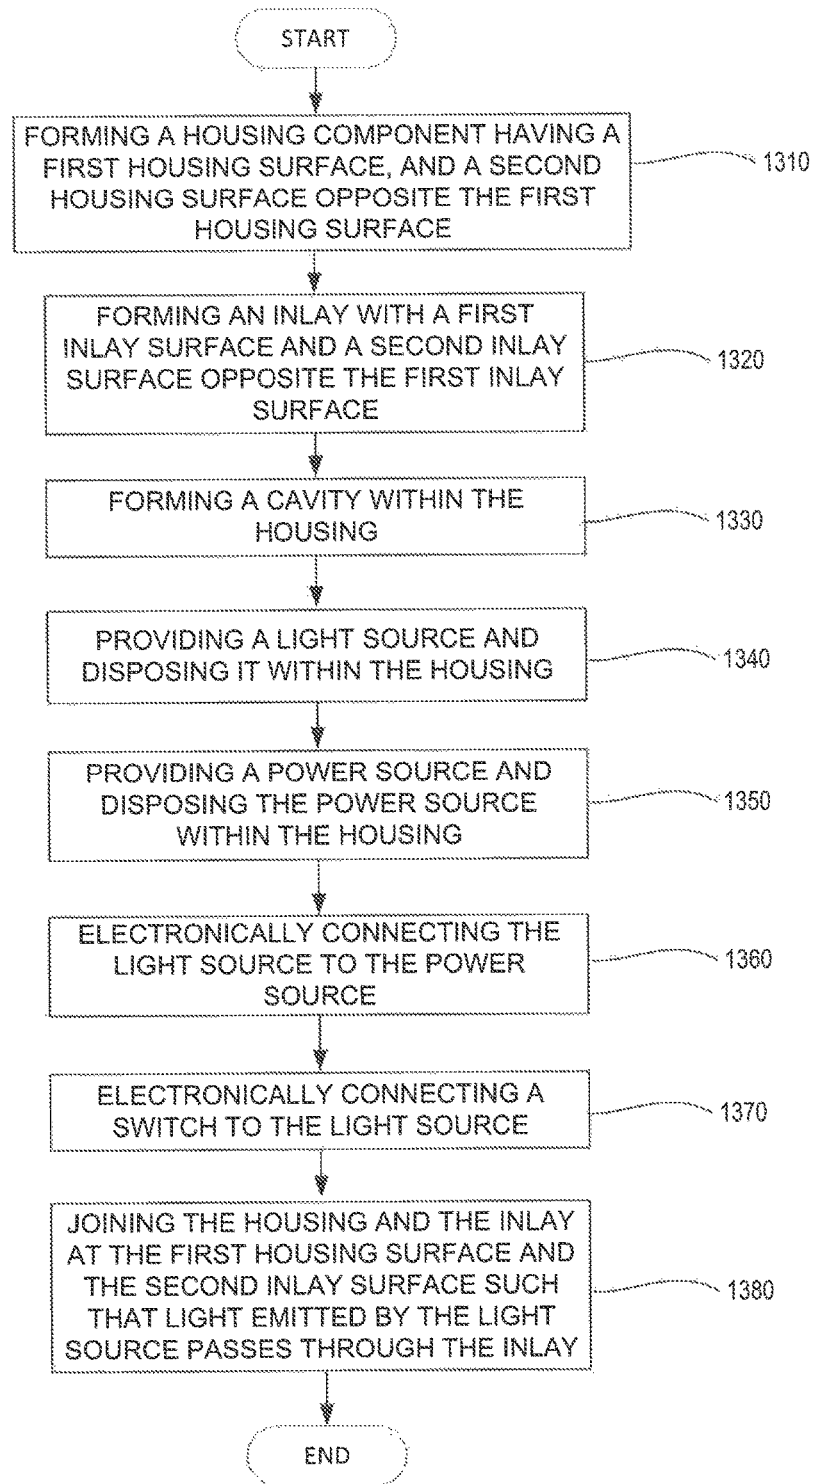 START
FORMING A HOUSING COMPONENT HAVING A
FIRST HOUSING SURFACE, AND A SECOND
HOUSING SURFACE OPPOSITE THE FIRST
HOUSING SURFACE
1310
FORMING AN INLAY WITH A FIRST
INLAY SURFACE AND A SECOND INLAY
SURFACE OPPOSITE THE FIRST INLAY
SURFACE
1320
FORMING A CAVITY WITHIN THE
HOUSING
1330
PROVIDING A LIGHT SOURCE AND
DISPOSING IT WITHIN THE HOUSING
1340
PROVIDING A POWER SOURCE AND
DISPOSING THE POWER SOURCE
WITHIN THE HOUSING
1350
ELECTRONICALLY CONNECTING THE
LIGHT SOURCE TO THE POWER
SOURCE
1360
ELECTRONICALLY CONNECTING A
SWITCH TO THE LIGHT SOURCE
1370
JOINING THE HOUSING AND THE INLAY
AT THE FIRST HOUSING SURFACE AND
THE SECOND INLAY SURFACE SUCH
THAT LIGHT EMITTED BY THE LIGHT
SOURCE PASSES THROUGH THE INLAY
1380
END